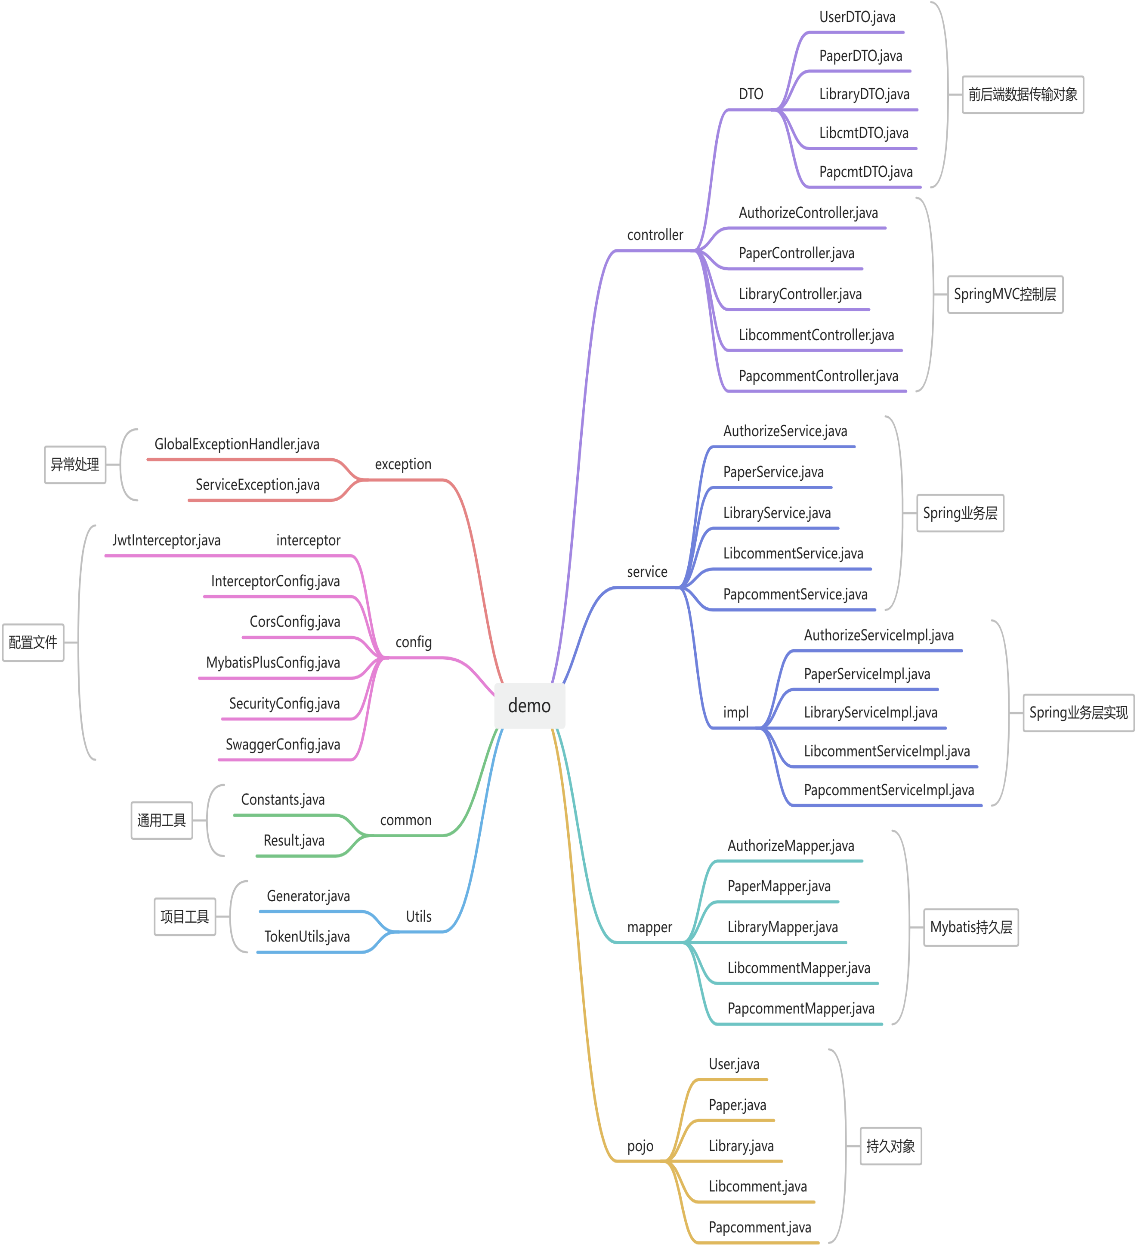 demo
controller
DTO
UserDTO.java
PaperDTO.java
LibraryDTO.java
LibcmtDTO.java
PapcmtDTO.java
前后端数据传输对象
AuthorizeController.java
PaperController.java
LibraryController.java
LibcommentController.java
PapcommentController.java
SpringMVC控制层
service
AuthorizeService.java
PaperService.java
LibraryService.java
LibcommentService.java
PapcommentService.java
Spring业务层
impl
AuthorizeServiceImpl.java
PaperServiceImpl.java
LibraryServiceImpl.java
LibcommentServiceImpl.java
PapcommentServiceImpl.java
Spring业务层实现
mapper
AuthorizeMapper.java
PaperMapper.java
LibraryMapper.java
LibcommentMapper.java
PapcommentMapper.java
Mybatis持久层
pojo
User.java
Paper.java
Library.java
Libcomment.java
Papcomment.java
持久对象
exception
GlobalExceptionHandler.java
ServiceException.java
异常处理
config
interceptor
JwtInterceptor.java
InterceptorConfig.java
CorsConfig.java
MybatisPlusConfig.java
SecurityConfig.java
SwaggerConfig.java
配置文件
common
Constants.java
Result.java
通用工具
Utils
Generator.java
TokenUtils.java
项目工具